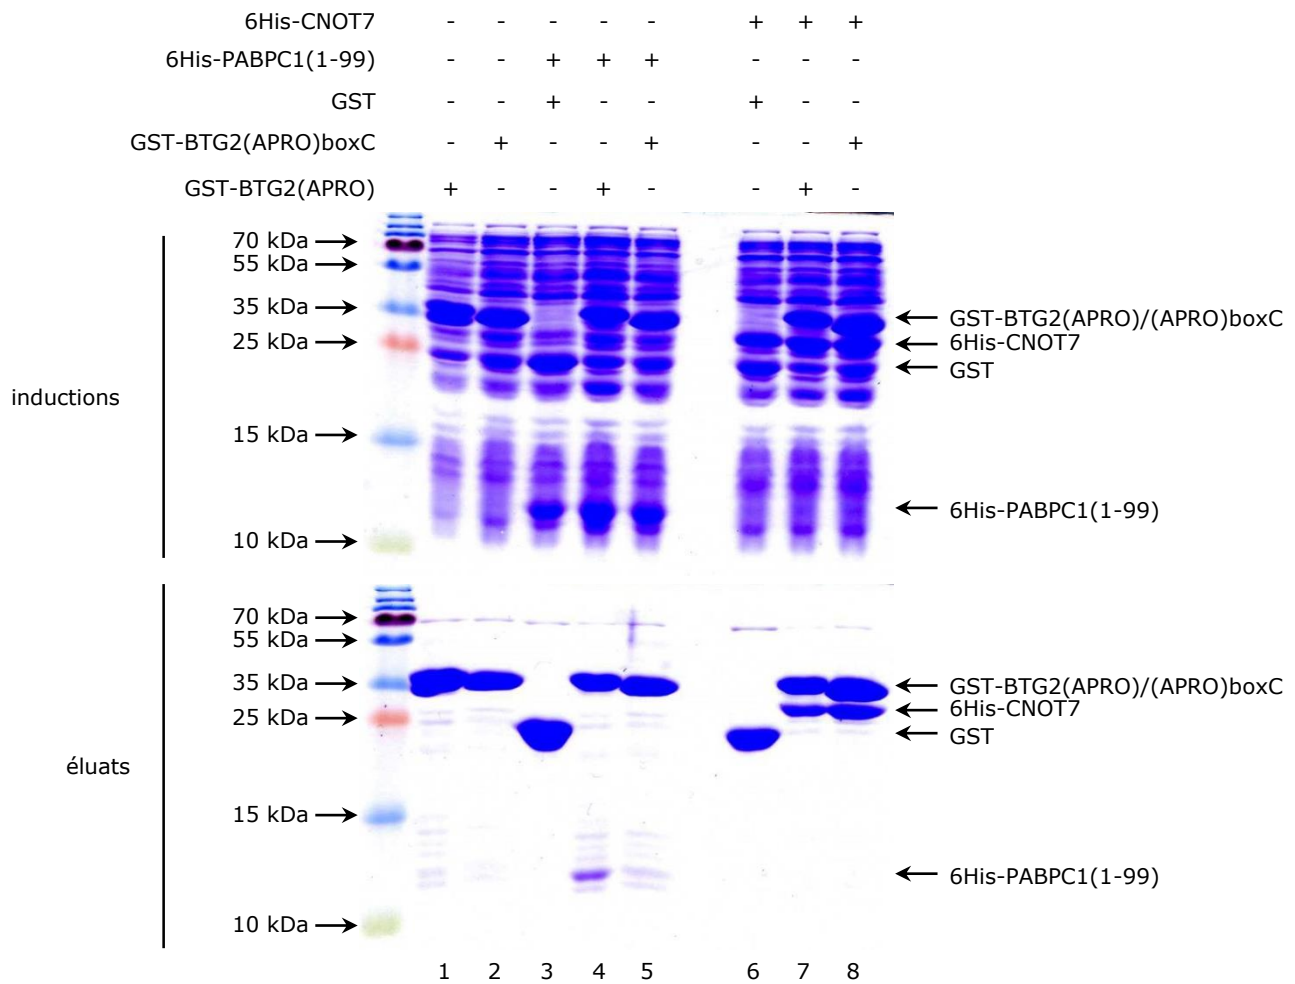 6His-CNOT7 - - - - - + + +
6His-PABPC1(1-99) - - + + + - - -
GST - - + - - + - -
GST-BTG2(APRO)boxC - + - - + - - +
GST-BTG2(APRO) + - - + - - + -
70 kDa
55 kDa
35 kDa
GST-BTG2(APRO)/(APRO)boxC
25 kDa
6His-CNOT7
GST
inductions
15 kDa
6His-PABPC1(1-99)
10 kDa
70 kDa
55 kDa
35 kDa
GST-BTG2(APRO)/(APRO)boxC
25 kDa
6His-CNOT7
GST
éluats
15 kDa
6His-PABPC1(1-99)
10 kDa
1 2 3 4 5 6 7 8